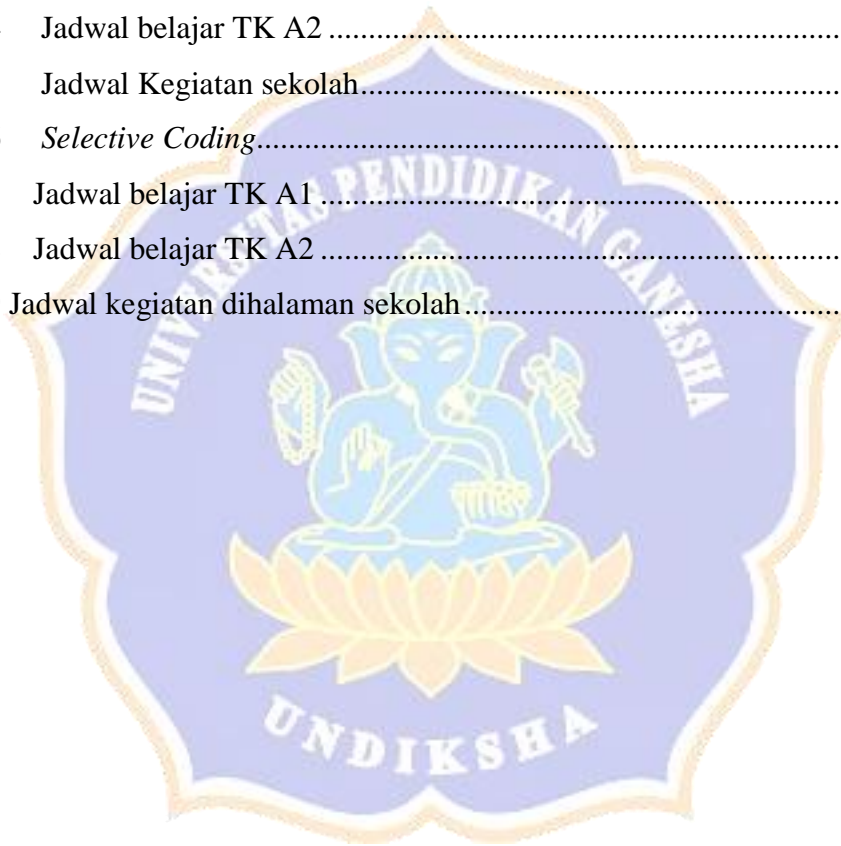 Jadwal belajar TK A2 ......................................................................
Jadwal Kegiatan sekolah......................................................................
Selective Coding......................................................................
Jadwal belajar TK A1 ......................................................................
Jadwal belajar TK A2 ......................................................................
Jadwal kegiatan dihalaman sekolah ......................................................................
UNIVERSITAS PENDIDIKAN GANESHA
UNDIKSHA